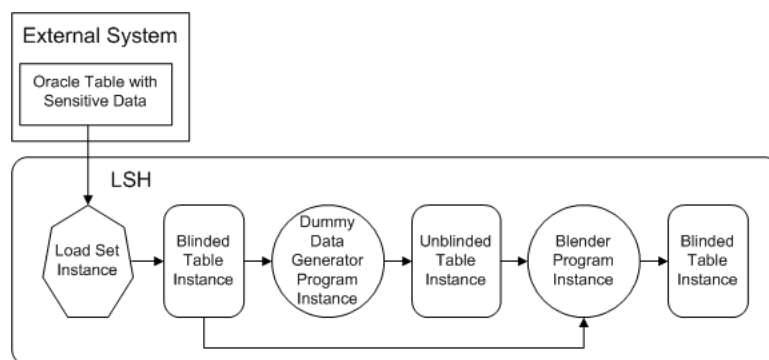 External System
Oracle Table with
Sensitive Data
LSH
Load Set
Instance
Blinded
Table
Instance
Dummy
Data
Generator
Program
Instance
Unblinded
Table
Instance
Blender
Program
Instance
Blinded
Table
Instance